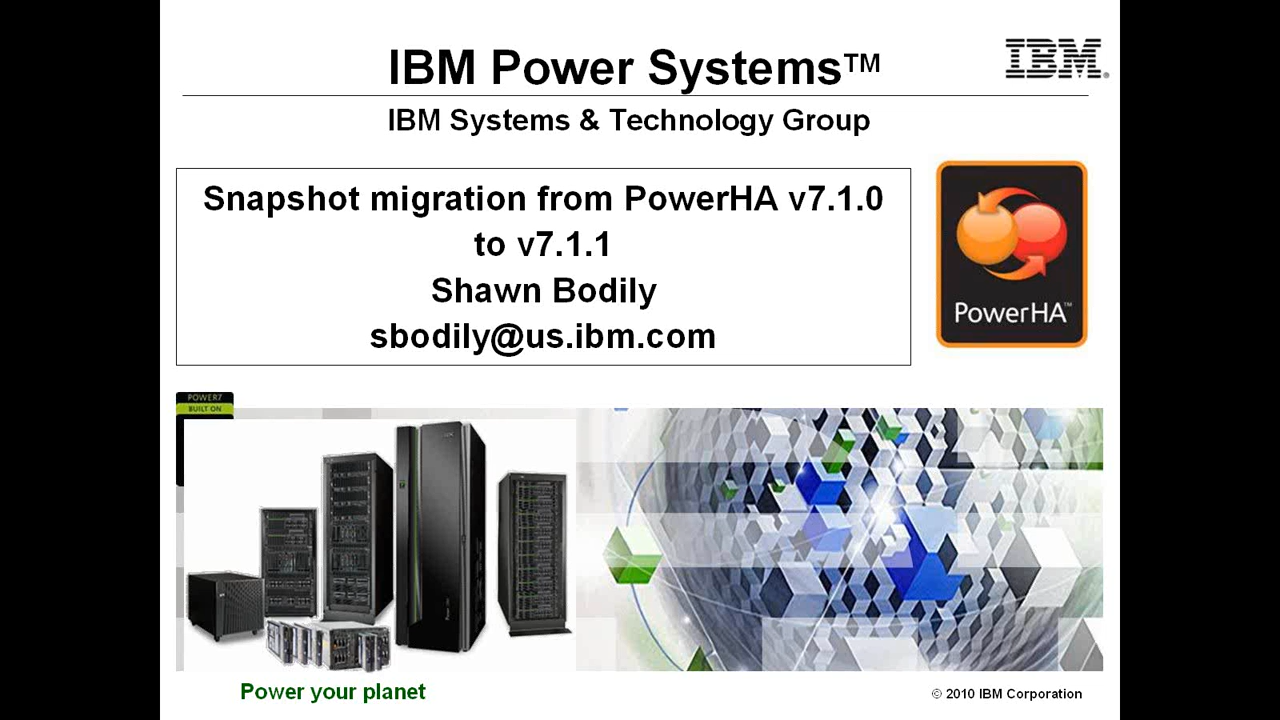 IBM Power Systems™
IBM®
IBM Systems & Technology Group
Snapshot migration from PowerHA v7.1.0
to v7.1.1
Shawn Bodily
sbodily@us.ibm.com
PowerHA™
POWER7
BUILT ON
Power your planet
© 2010 IBM Corporation